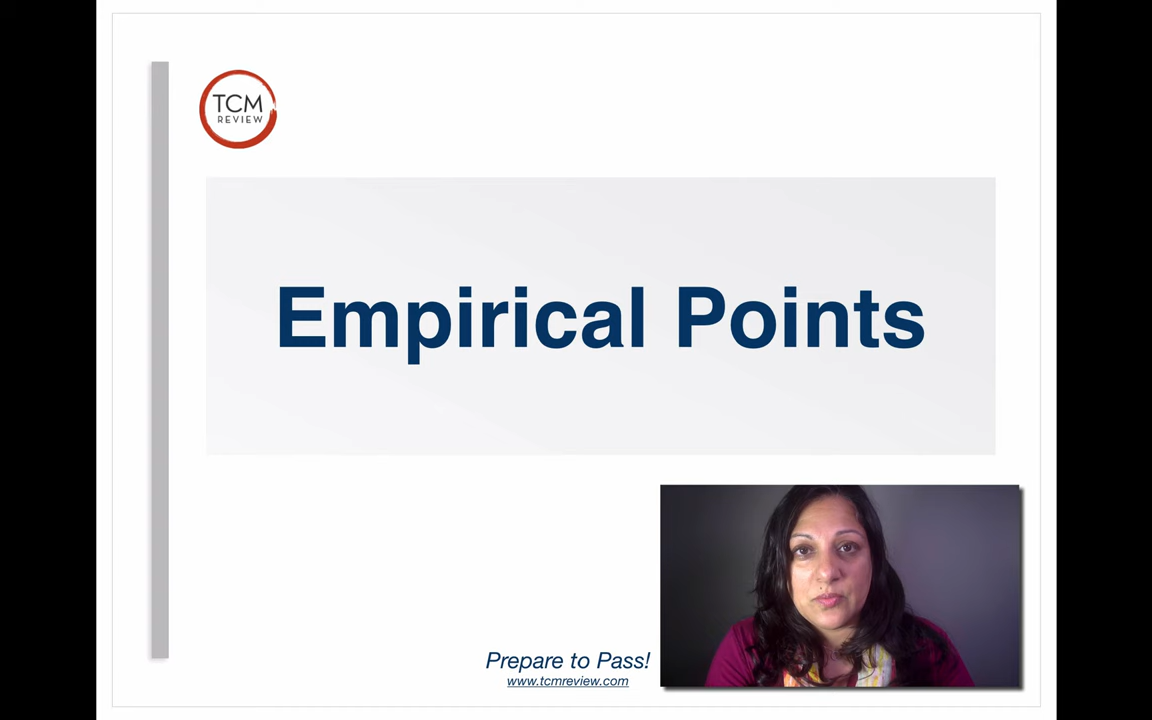 TCM
REVIEW
Empirical Points
Prepare to Pass!
www.tcmreview.com